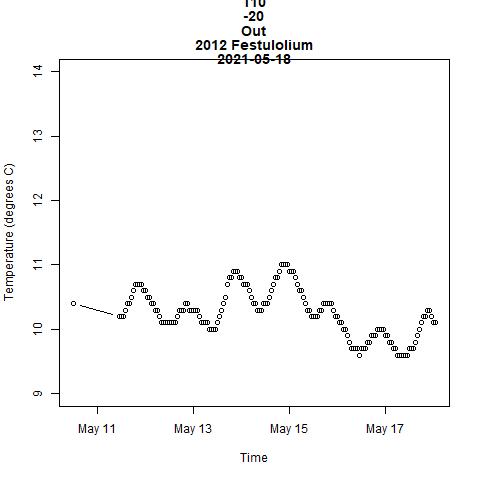 T10
-20
Out
2012 Festulolium
2021-05-18
14
13
12
11
10
9
Temperature (degrees C)
May 11 May 13 May 15 May 17
Time